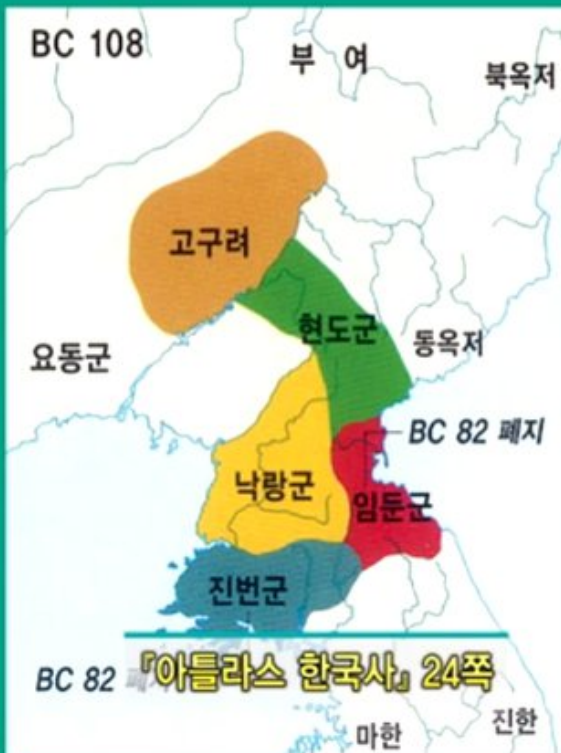 BC 108
부 여
북옥저
고구려
현도군
동옥저
요동군
BC 82 폐지
낙랑군
임둔군
진번군
BC 82 폐지
『아틀라스 한국사』 24쪽
마한
진한